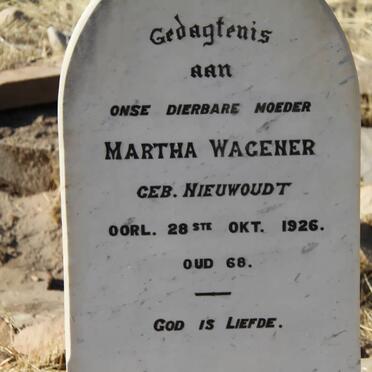 Gedagtenis
aan
ONSE DIERBARE MOEDER
MARTHA WAGENER
GEB. NIEUWOUDT
OORL. 28STE OKT. 1926.
OUD 68.
GOD IS LIEFDE.